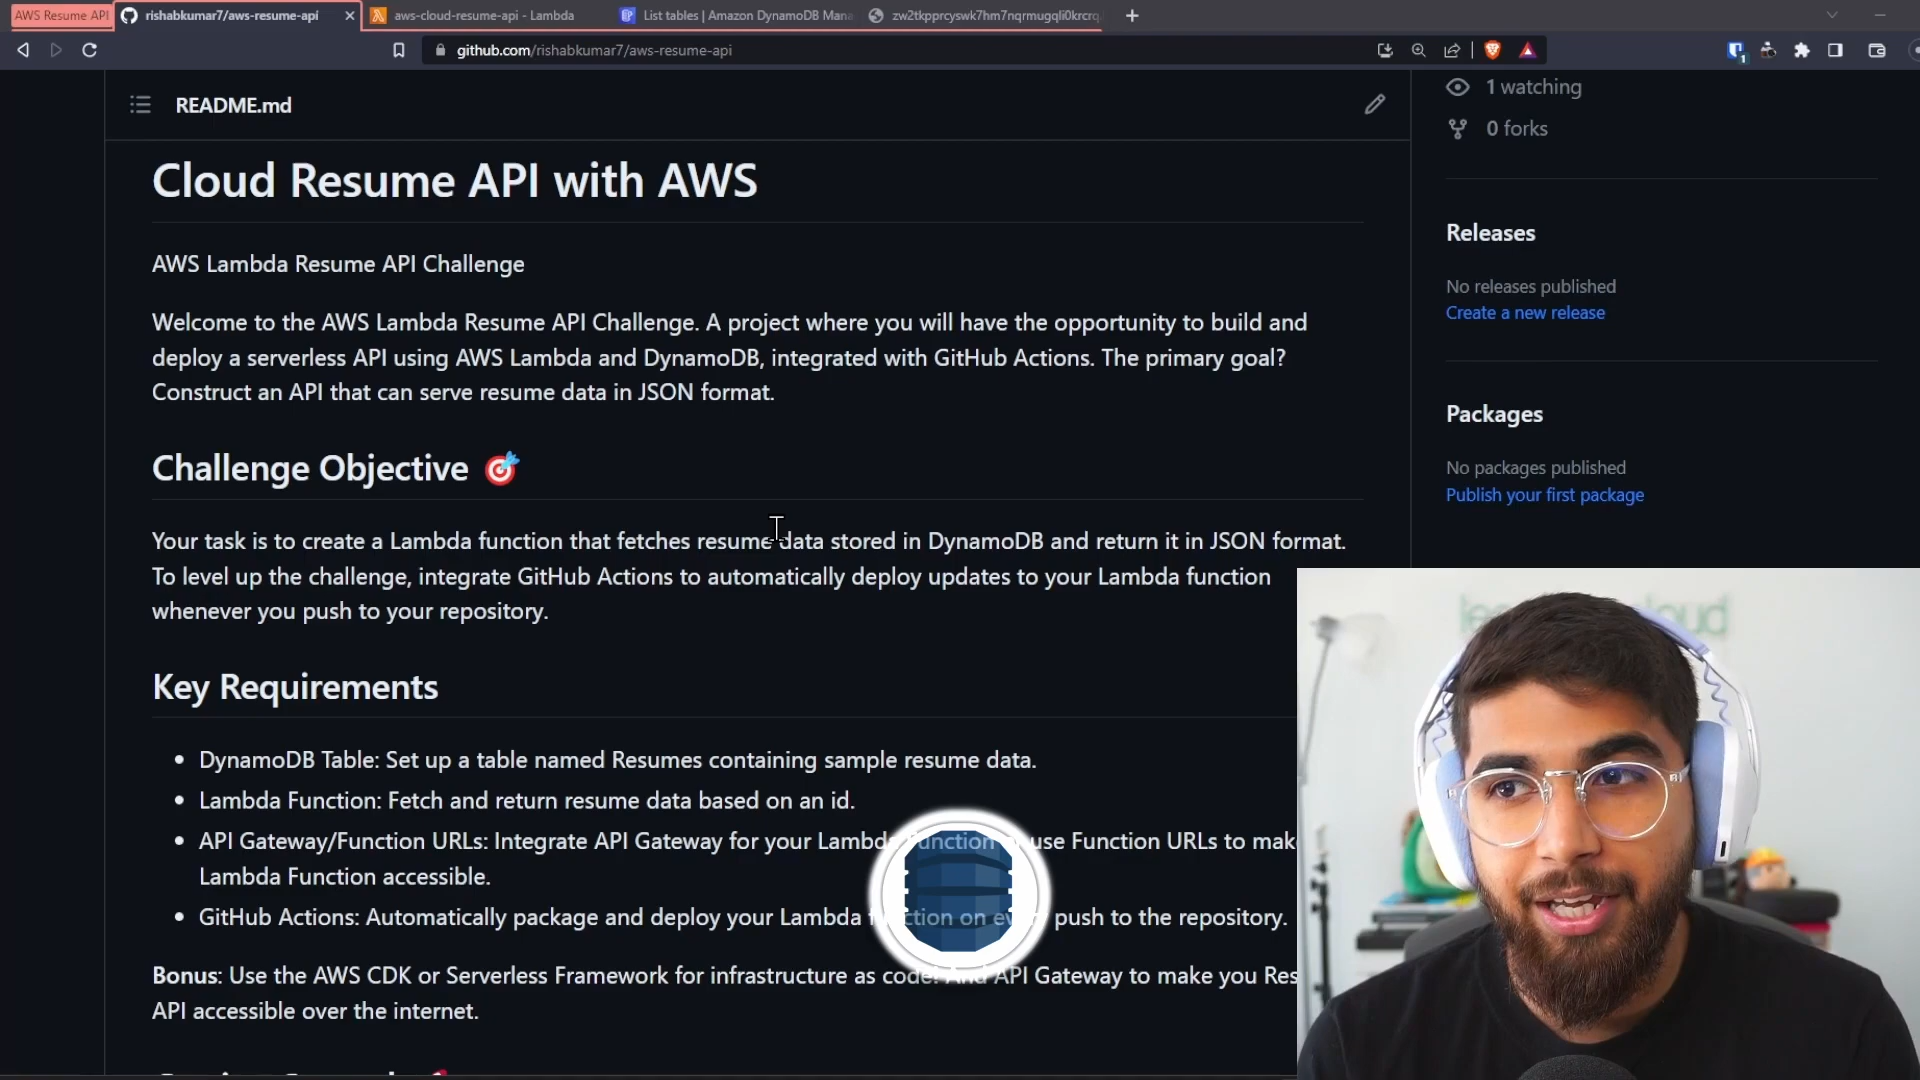 AWS Resume API
rishabkumar7/aws-resume-api
aws-cloud-resume-api - Lambda
List tables | Amazon DynamoDB Mana
zw2tkpprcyswk7hm7nqrmugqli0krcrq
github.com/rishabkumar7/aws-resume-api
1
README.md
1 watching
0 forks
Cloud Resume API with AWS
AWS Lambda Resume API Challenge
Welcome to the AWS Lambda Resume API Challenge. A project where you will have the opportunity to build and
deploy a serverless API using AWS Lambda and DynamoDB, integrated with GitHub Actions. The primary goal?
Construct an API that can serve resume data in JSON format.
Releases
No releases published
Create a new release
Packages
No packages published
Publish your first package
Challenge Objective
Your task is to create a Lambda function that fetches resume data stored in DynamoDB and return it in JSON format.
To level up the challenge, integrate GitHub Actions to automatically deploy updates to your Lambda function
whenever you push to your repository.
Key Requirements
DynamoDB Table: Set up a table named Resumes containing sample resume data.
Lambda Function: Fetch and return resume data based on an id.
API Gateway/Function URLs: Integrate API Gateway for your Lambda Function use Function URLs to make
Lambda Function accessible.
GitHub Actions: Automatically package and deploy your Lambda function on every push to the repository.
Bonus: Use the AWS CDK or Serverless Framework for infrastructure as code! And API Gateway to make you Res
API accessible over the internet.